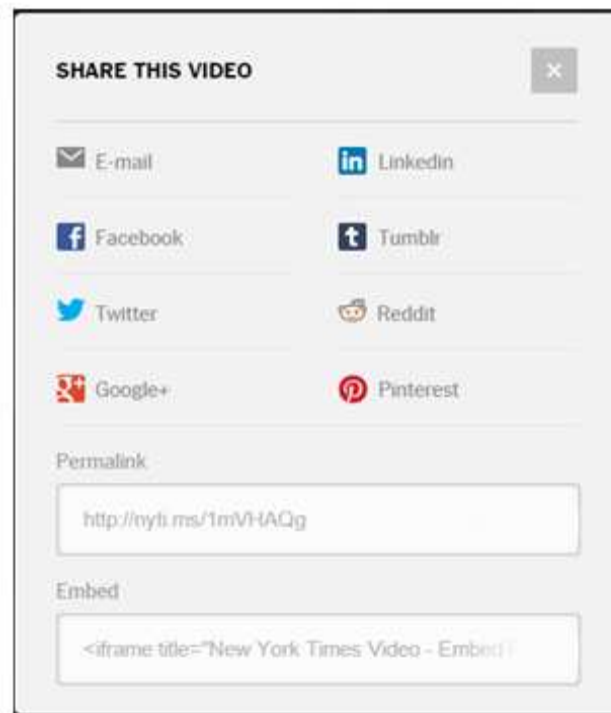 SHARE THIS VIDEO
E-mail
Linkedin
Facebook
Tumblr
Twitter
Reddit
Google+
Pinterest
Permalink
http://nyti.ms/1mVHAQg
Embed
<iframe title="New York Times Video - Embed